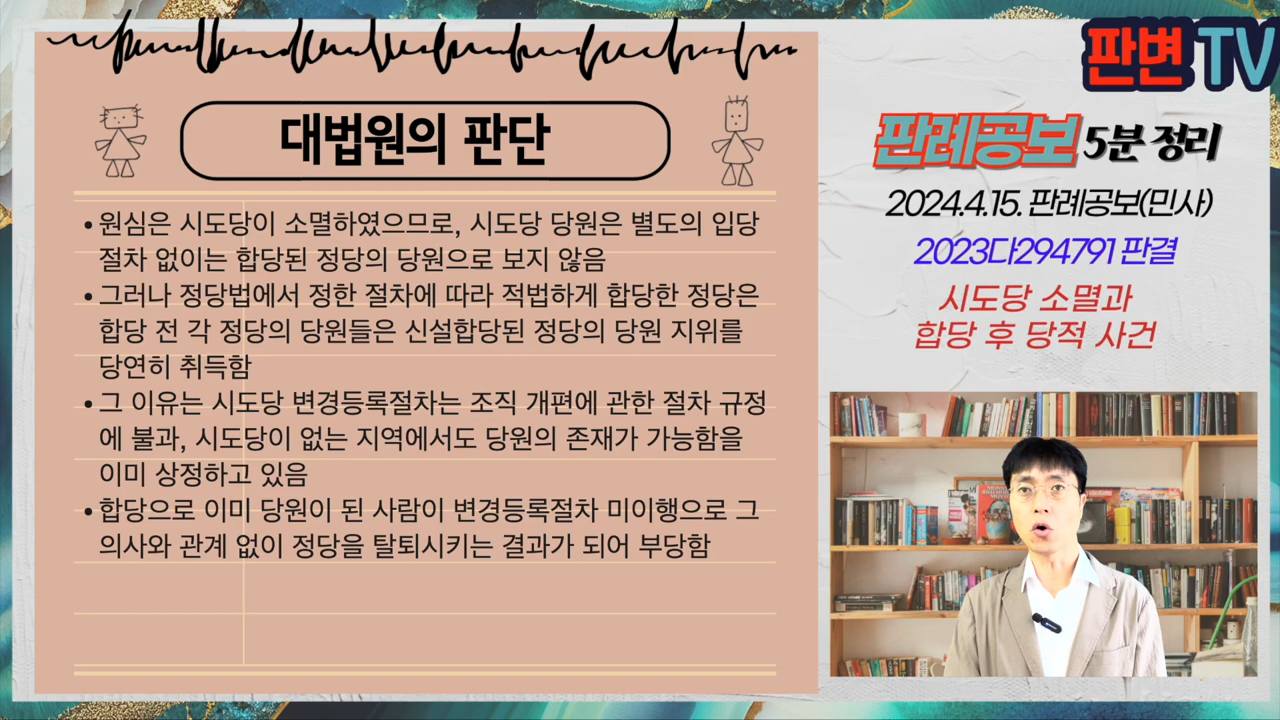 판변 TV
대법원의 판단
• 원심은 시도당이 소멸하였으므로, 시도당 당원은 별도의 입당
절차 없이는 합당된 정당의 당원으로 보지 않음
• 그러나 정당법에서 정한 절차에 따라 적법하게 합당한 정당은
합당 전 각 정당의 당원들은 신설합당된 정당의 당원 지위를
당연히 취득함
• 그 이유는 시도당 변경등록절차는 조직 개편에 관한 절차 규정
에 불과, 시도당이 없는 지역에서도 당원의 존재가 가능함을
이미 상정하고 있음
• 합당으로 이미 당원이 된 사람이 변경등록절차 미이행으로 그
의사와 관계 없이 정당을 탈퇴시키는 결과가 되어 부당함
판례공보 5분 정리
2024.4.15. 판례공보(민사)
2023다294791 판결
시도당 소멸과
합당 후 당적 사건